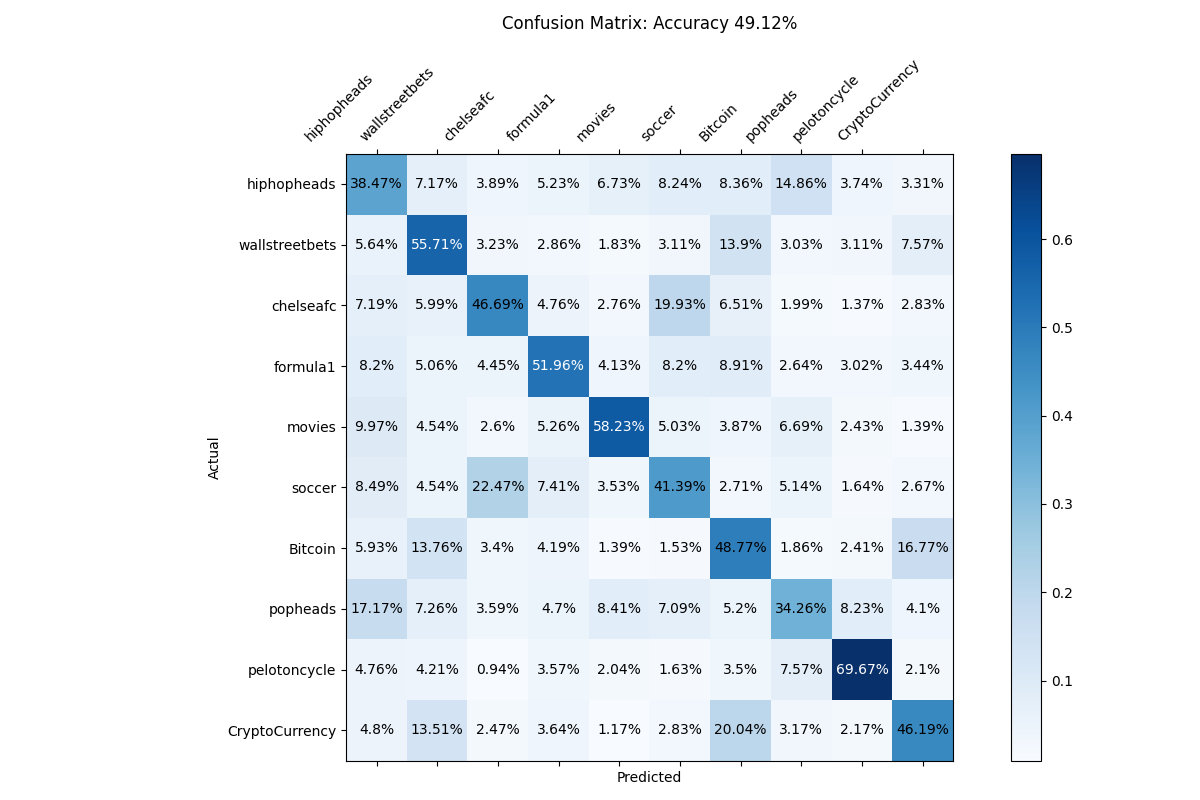 Confusion Matrix: Accuracy 49.12%
hiphopheads wallstreetbets chelseafc formula1 movies soccer Bitcoin popheads pelotoncycle CryptoCurrency
hiphopheads 38.47% 7.17% 3.89% 5.23% 6.73% 8.24% 8.36% 14.86% 3.74% 3.31%
wallstreetbets 5.64% 55.71% 3.23% 2.86% 1.83% 3.11% 13.9% 3.03% 3.11% 7.57%
chelseafc 7.19% 5.99% 46.69% 4.76% 2.76% 19.93% 6.51% 1.99% 1.37% 2.83%
formula1 8.2% 5.06% 4.45% 51.96% 4.13% 8.2% 8.91% 2.64% 3.02% 3.44%
movies 9.97% 4.54% 2.6% 5.26% 58.23% 5.03% 3.87% 6.69% 2.43% 1.39%
soccer 8.49% 4.54% 22.47% 7.41% 3.53% 41.39% 2.71% 5.14% 1.64% 2.67%
Bitcoin 5.93% 13.76% 3.4% 4.19% 1.39% 1.53% 48.77% 1.86% 2.41% 16.77%
popheads 17.17% 7.26% 3.59% 4.7% 8.41% 7.09% 5.2% 34.26% 8.23% 4.1%
pelotoncycle 4.76% 4.21% 0.94% 3.57% 2.04% 1.63% 3.5% 7.57% 69.67% 2.1%
CryptoCurrency 4.8% 13.51% 2.47% 3.64% 1.17% 2.83% 20.04% 3.17% 2.17% 46.19%
Actual
Predicted
0.6
0.5
0.4
0.3
0.2
0.1